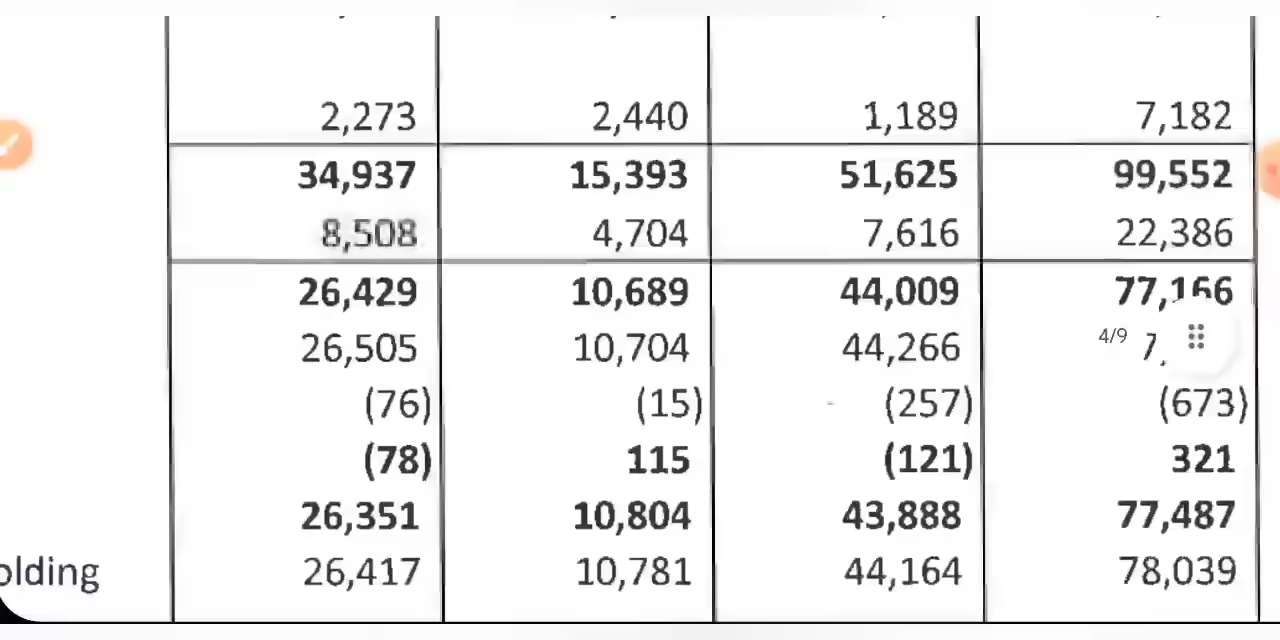 2,273 2,440 1,189 7,182
34,937 15,393 51,625 99,552
8,508 4,704 7,616 22,386
26,429 10,689 44,009 77,166
26,505 10,704 44,266
4/9
(76) (15) (257) (673)
(78) 115 (121) 321
26,351 10,804 43,888 77,487
olding 26,417 10,781 44,164 78,039